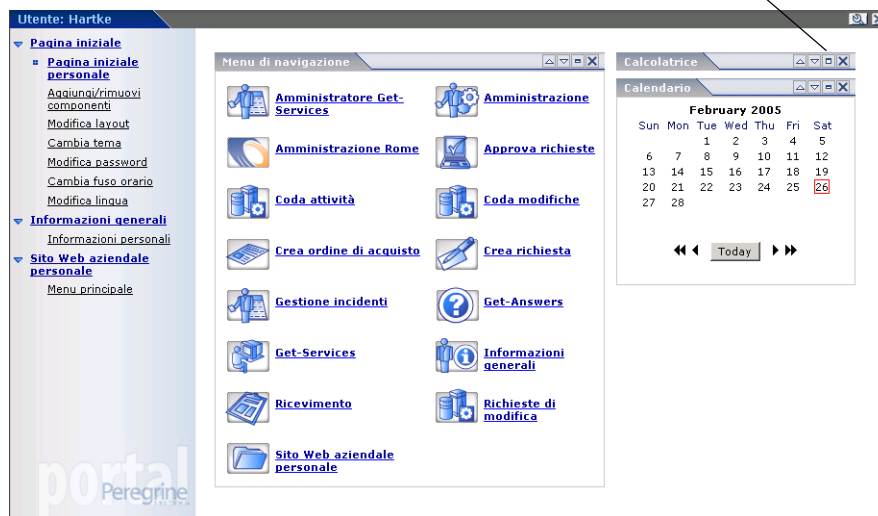 Utente: Hartke
Pagina iniziale
Pagina iniziale
personale
Aggiungi/rimuovi
componenti
Modifica layout
Cambia tema
Modifica password
Cambia fuso orario
Modifica lingua
Informazioni generali
Informazioni personali
Sito Web aziendale
personale
Menu principale
portal
Peregrine
Menu di navigazione
Amministratore Get-
Services
Amministrazione
Amministrazione Rome
Approva richieste
Coda attività
Coda modifiche
Crea ordine di acquisto
Crea richiesta
Gestione incidenti
Get-Answers
Get-Services
Informazioni
generali
Ricevimento
Richieste di
modifica
Sito Web aziendale
personale
Calcolatrice
Calendario
February 2005
Sun Mon Tue Wed Thu Fri Sat
1 2 3 4 5
6 7 8 9 10 11 12
13 14 15 16 17 18 19
20 21 22 23 24 25 26
27 28
Today